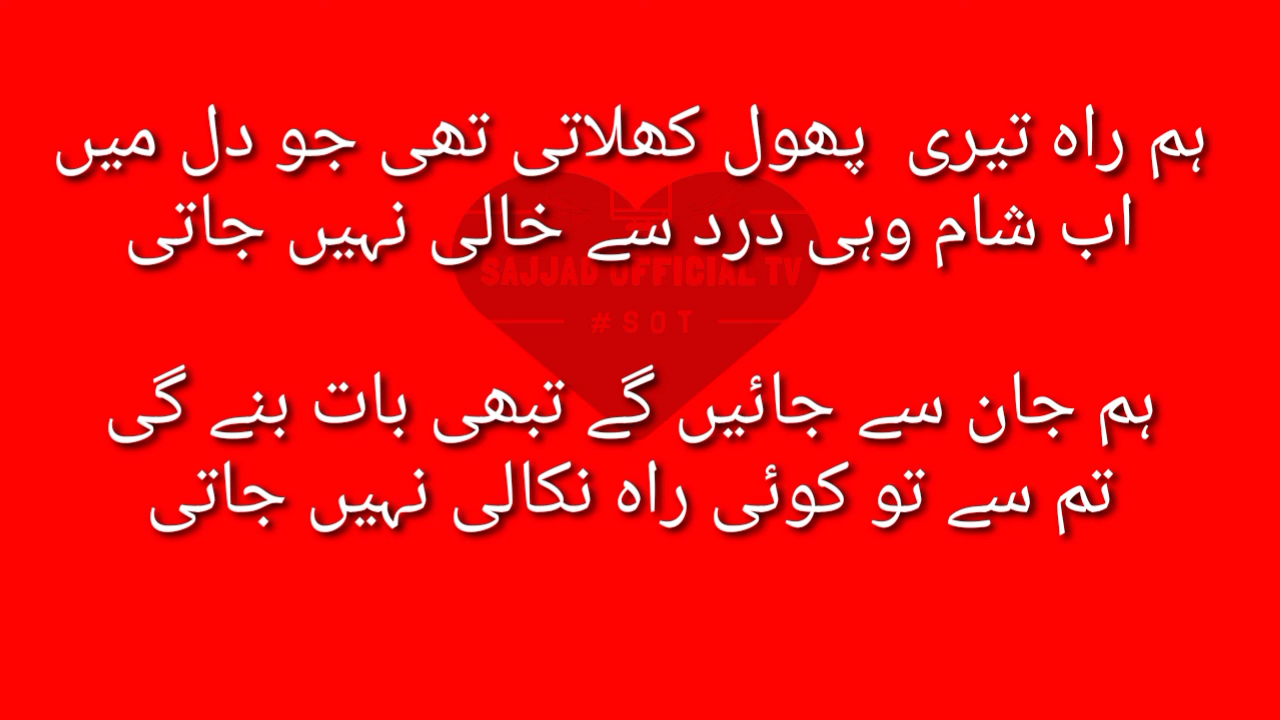 ہم راہ تیری پھول کھلاتی تھی جو دل میں
اب شام وہی درد سے خالی نہیں جاتی
SAJJAD OFFICIAL TV
#SOT
ہم جان سے جائیں گے تبھی بات بنے گی
تم سے تو کوئی راہ نکالی نہیں جاتی